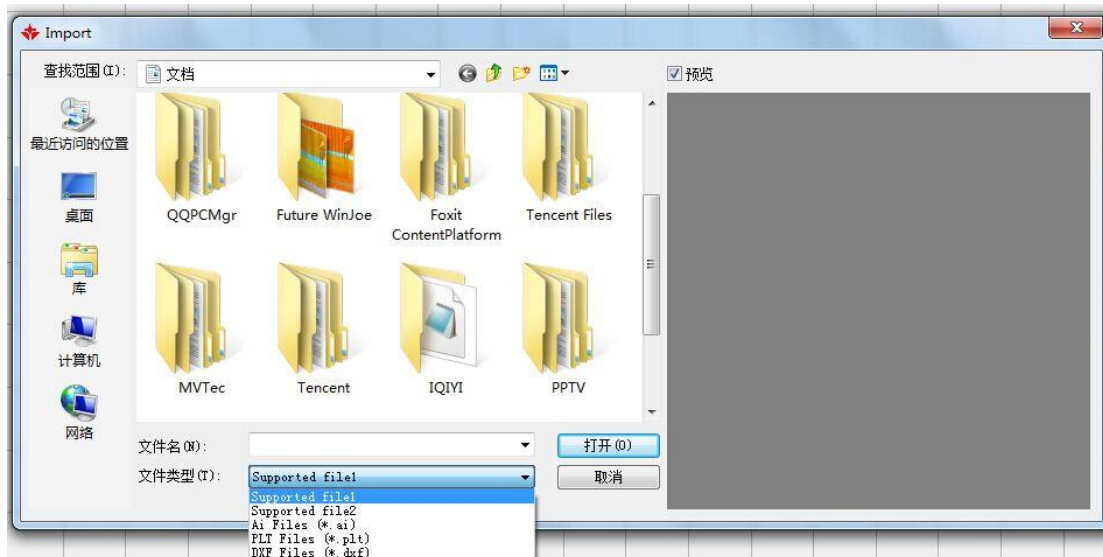 Import
查找范围(I):
文档
预览
最近访问的位置
桌面
库
计算机
网络
QQPCMgr
Future WinJoe
Foxit
ContentPlatform
Tencent Files
MVTec
Tencent
IQIYI
PPTV
文件名(N):
打开(O)
文件类型(T):
Supported file1
取消
Supported file1
Supported file2
Ai Files (*.ai)
PLT Files (*.plt)
DXF Files (*.dxf)